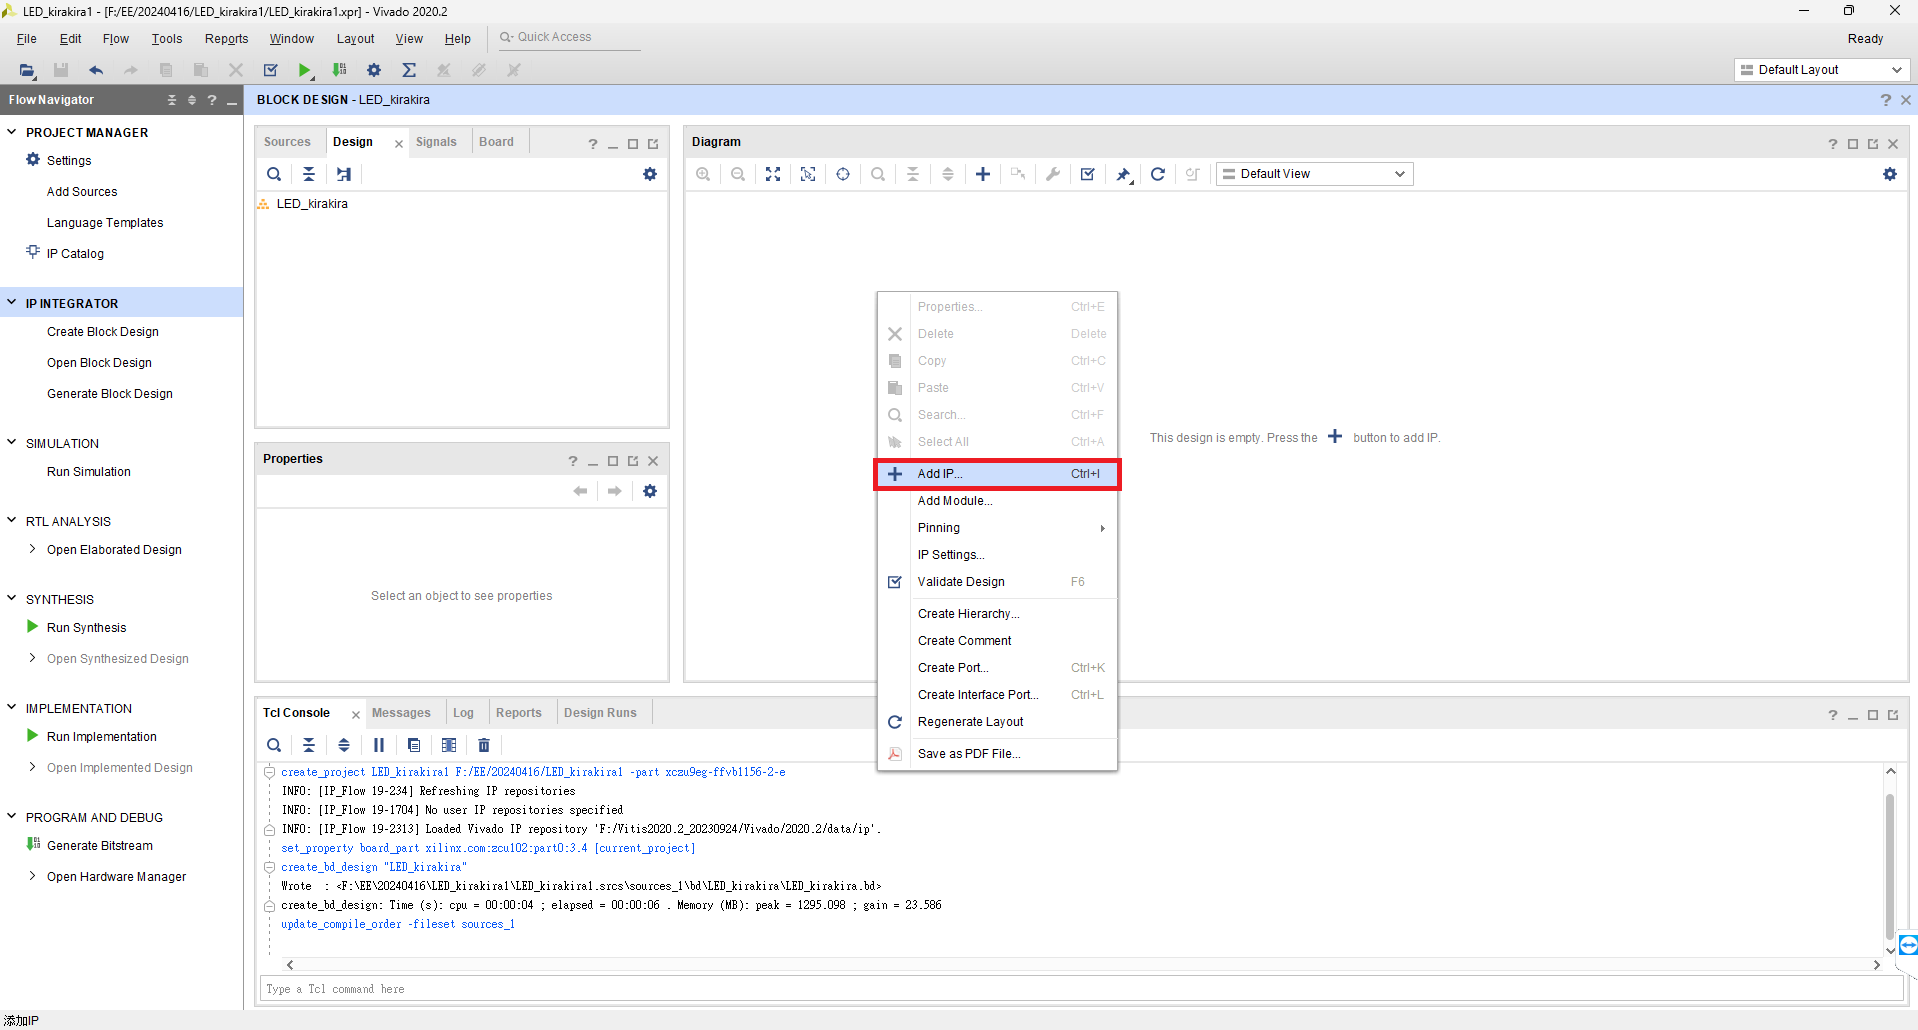 LED_kirakira1 - [F:/EE/20240416/LED_kirakira1/LED_kirakira1.xpr] - Vivado 2020.2
File Edit Flow Tools Reports Window Layout View Help
Quick Access
Ready
Default Layout
Flow Navigator
PROJECT MANAGER
Settings
Add Sources
Language Templates
IP Catalog
IP INTEGRATOR
Create Block Design
Open Block Design
Generate Block Design
SIMULATION
Run Simulation
RTL ANALYSIS
Open Elaborated Design
SYNTHESIS
Run Synthesis
Open Synthesized Design
IMPLEMENTATION
Run Implementation
Open Implemented Design
PROGRAM AND DEBUG
Generate Bitstream
Open Hardware Manager
BLOCK DESIGN - LED_kirakira
Sources Design Signals Board
LED_kirakira
Properties
Select an object to see properties
Diagram
Default View
This design is empty. Press the + button to add IP.
Properties... Ctrl+E
Delete Delete
Copy Ctrl+C
Paste Ctrl+V
Search... Ctrl+F
Select All Ctrl+A
Add IP... Ctrl+I
Add Module...
Pinning
IP Settings...
Validate Design F6
Create Hierarchy...
Create Comment
Create Port... Ctrl+K
Create Interface Port... Ctrl+L
Regenerate Layout
Save as PDF File...
Tcl Console Messages Log Reports Design Runs
create_project LED_kirakira1 F:/EE/20240416/LED_kirakira1 -part xczu9eg-ffvb1156-2-e
INFO: [IP_Flow 19-234] Refreshing IP repositories
INFO: [IP_Flow 19-1704] No user IP repositories specified
INFO: [IP_Flow 19-2313] Loaded Vivado IP repository 'F:/Vitis2020.2_20230924/Vivado/2020.2/data/ip'.
set_property board_part xilinx.com:zcu102:part0:3.4 [current_project]
create_bd_design "LED_kirakira"
Wrote  : <F:\EE\20240416\LED_kirakira1\LED_kirakira1.srcs\sources_1\bd\LED_kirakira\LED_kirakira.bd>
create_bd_design: Time (s): cpu = 00:00:04 ; elapsed = 00:00:06 . Memory (MB): peak = 1295.098 ; gain = 23.586
update_compile_order -fileset sources_1
Type a Tcl command here
添加IP